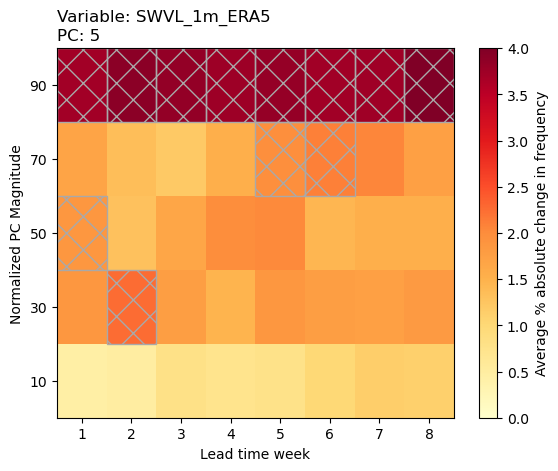 Variable: SWVL_1m_ERA5
PC: 5
Normalized PC Magnitude
90
70
50
30
10
1 2 3 4 5 6 7 8
Lead time week
4.0
3.5
3.0
2.5
2.0
1.5
1.0
0.5
0.0
Average % absolute change in frequency